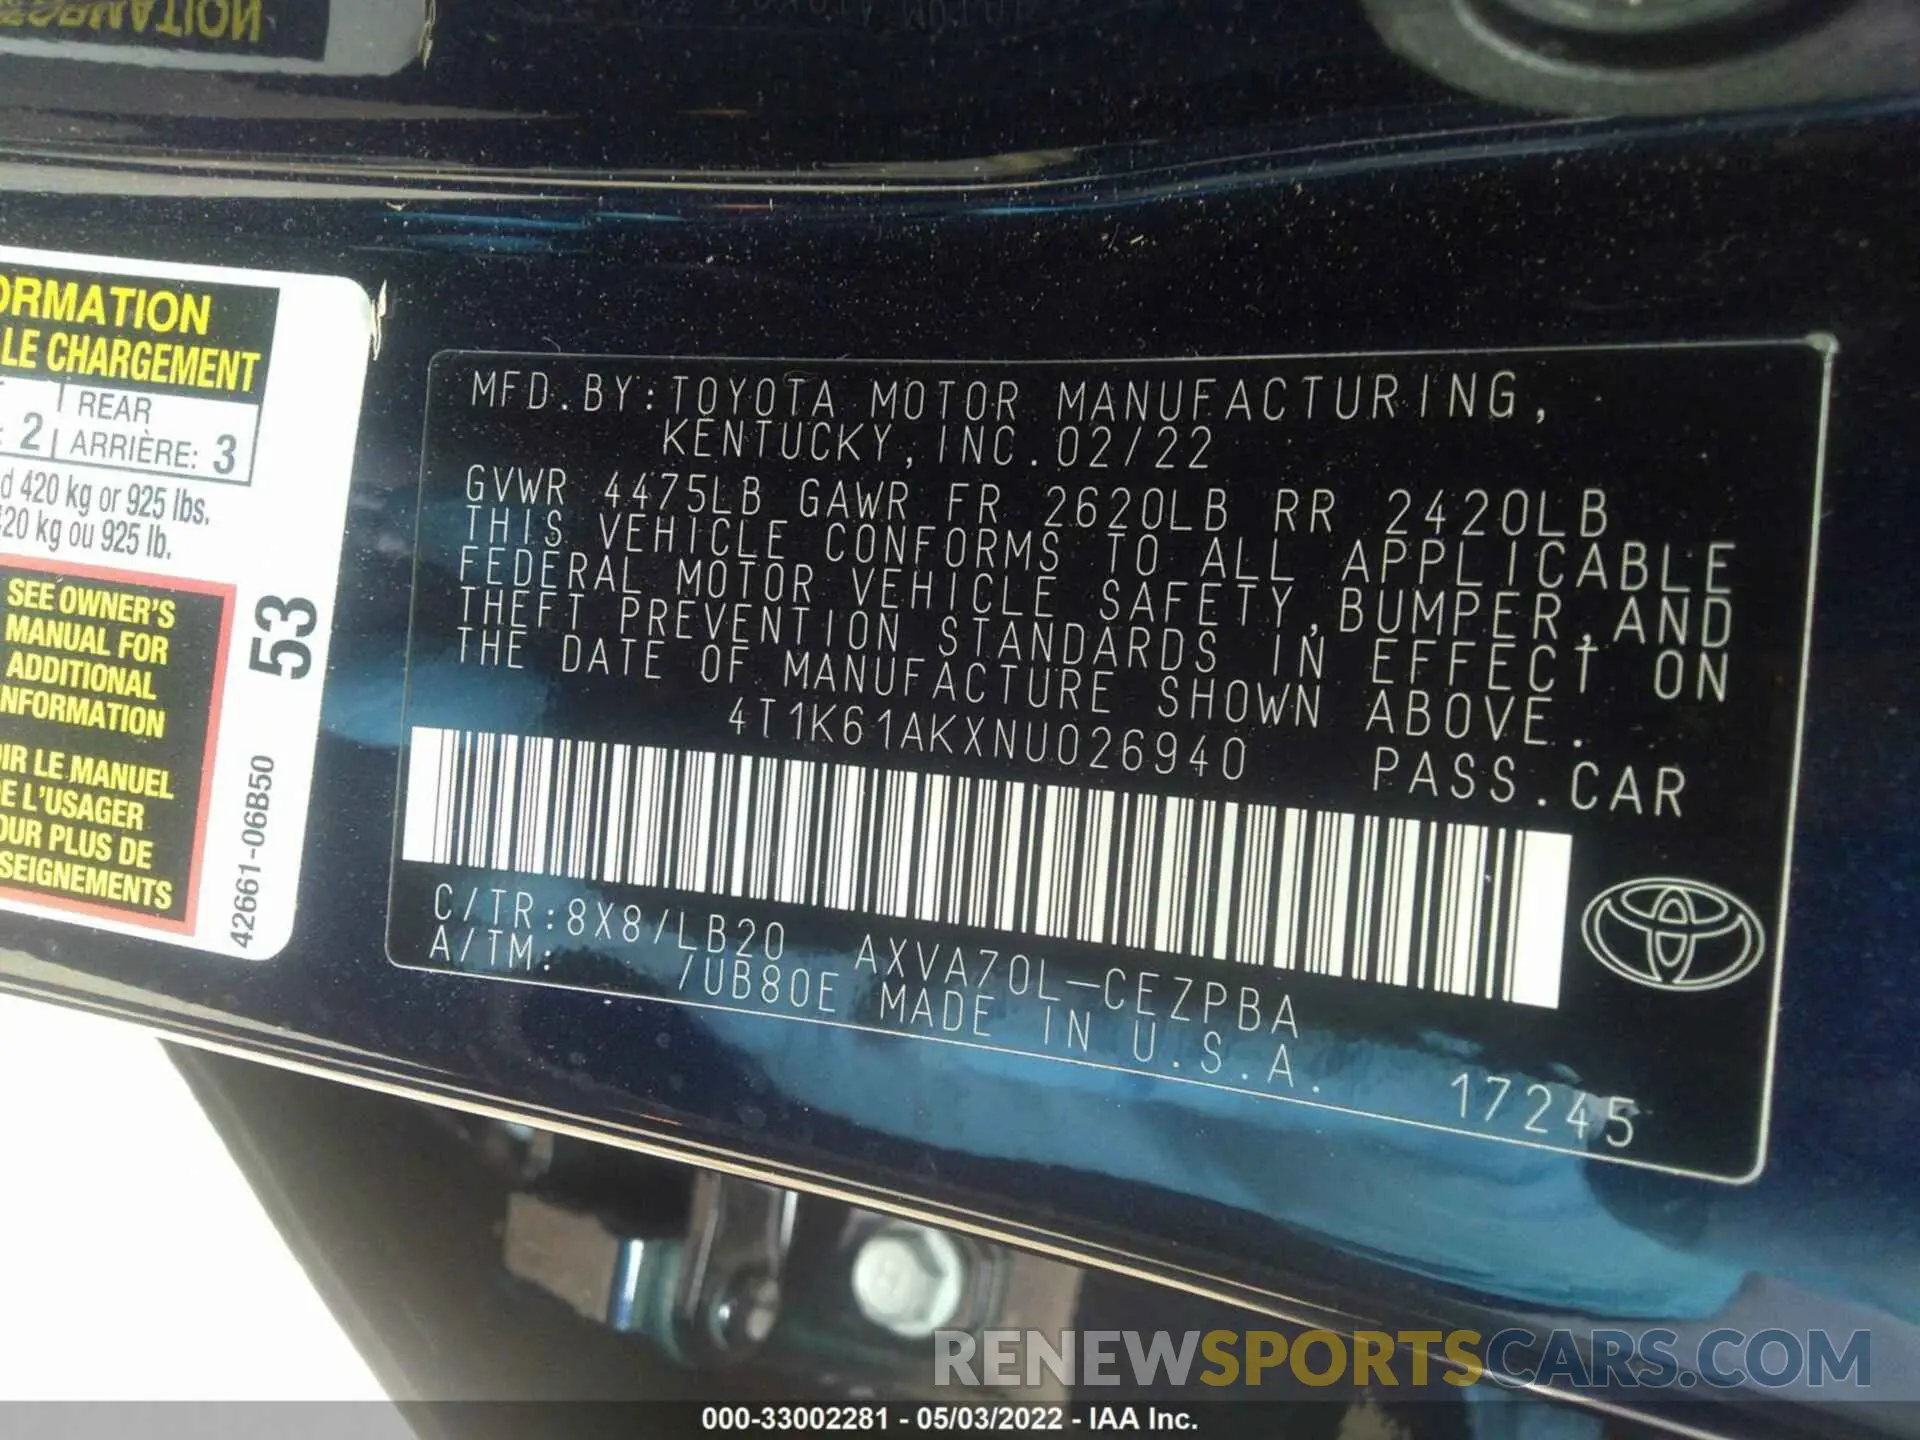 ORMATION
LE CHARGEMENT
REAR
2 ARRIÈRE: 3
d 420 kg or 925 lbs.
20 kg ou 925 lb.
SEE OWNER'S
MANUAL FOR
ADDITIONAL
NFORMATION
IR LE MANUEL
E L'USAGER
OUR PLUS DE
SEIGNEMENTS
53
42661-06B50
MFD.BY:TOYOTA MOTOR MANUFACTURING,
KENTUCKY,INC.02/22
GVWR 4475LB GAWR FR 2620LB RR 2420LB
THIS VEHICLE CONFORMS TO ALL APPLICABLE
FEDERAL MOTOR VEHICLE SAFETY,BUMPER,AND
THEFT PREVENTION STANDARDS IN EFFECT ON
THE DATE OF MANUFACTURE SHOWN ABOVE.
4T1K61AKXNU026940 PASS.CAR
C/TR:8X8/LB20 AXVA70L-CEZPBA
A/TM: /UB80E MADE IN U.S.A.
17245
RENEWSPORTSCARS.COM
000-33002281 - 05/03/2022 - IAA Inc.